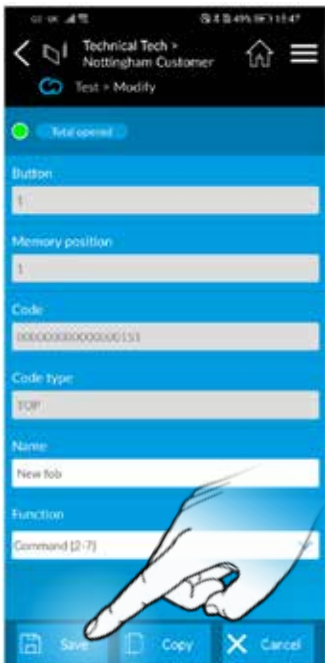 Technical Tech >
Nottingham Customer
Test > Modify
Total opened
Button
1
Memory position
1
Code
Code type
TOP
Name
New fob
Function
Command [2-7]
Save
Copy
Cancel